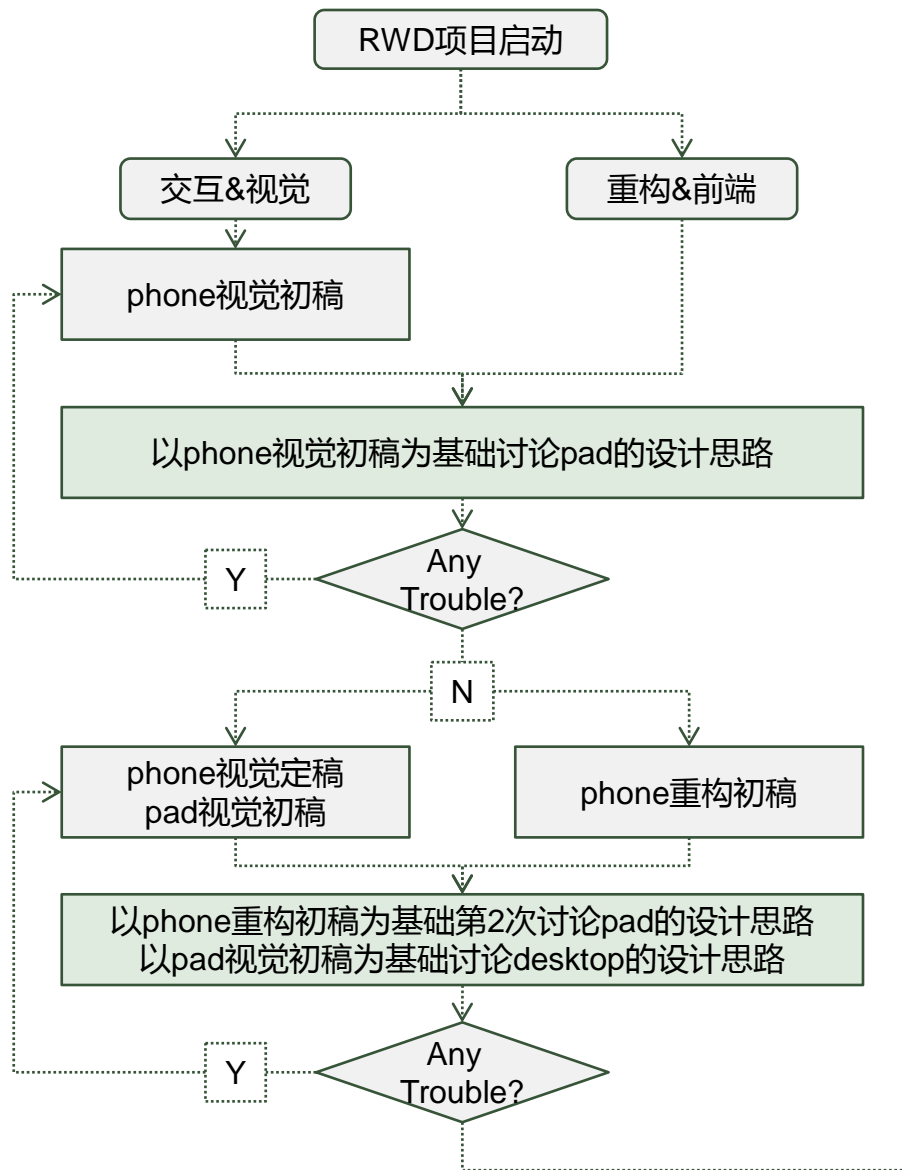 RWD项目启动
交互&视觉
重构&前端
phone视觉初稿
以phone视觉初稿为基础讨论pad的设计思路
Any
Trouble?
Y
N
phone视觉定稿
pad视觉初稿
phone重构初稿
以phone重构初稿为基础第2次讨论pad的设计思路
以pad视觉初稿为基础讨论desktop的设计思路
Any
Trouble?
Y